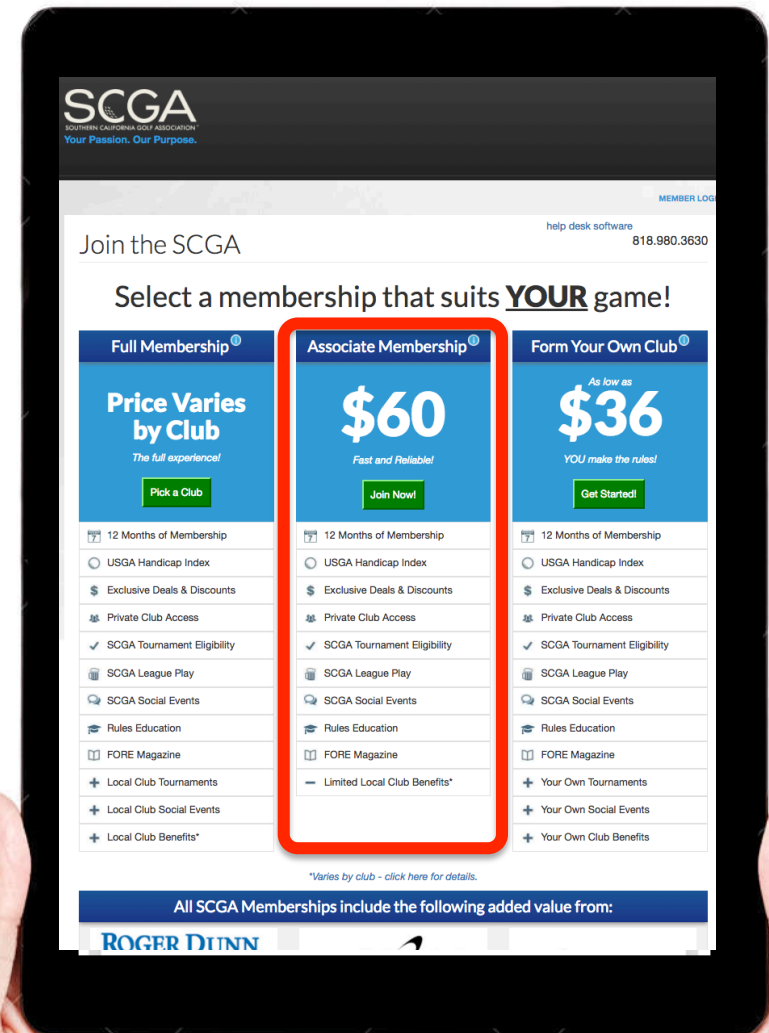 SCGA
SOUTHERN CALIFORNIA GOLF ASSOCIATION
Your Passion. Our Purpose.
MEMBER LOGI
help desk software
818.980.3630
Join the SCGA
Select a membership that suits YOUR game!
Full Membership
Price Varies
by Club
The full experience!
Pick a Club
12 Months of Membership
USGA Handicap Index
Exclusive Deals & Discounts
Private Club Access
SCGA Tournament Eligibility
SCGA League Play
SCGA Social Events
Rules Education
FORE Magazine
Local Club Tournaments
Local Club Social Events
Local Club Benefits*
Associate Membership
$60
Fast and Reliable!
Join Now!
12 Months of Membership
USGA Handicap Index
Exclusive Deals & Discounts
Private Club Access
SCGA Tournament Eligibility
SCGA League Play
SCGA Social Events
Rules Education
FORE Magazine
Limited Local Club Benefits*
Form Your Own Club
As low as
$36
YOU make the rules!
Get Started!
12 Months of Membership
USGA Handicap Index
Exclusive Deals & Discounts
Private Club Access
SCGA Tournament Eligibility
SCGA League Play
SCGA Social Events
Rules Education
FORE Magazine
Your Own Tournaments
Your Own Social Events
Your Own Club Benefits
*Varies by club - click here for details.
All SCGA Memberships include the following added value from:
ROGER DUNN